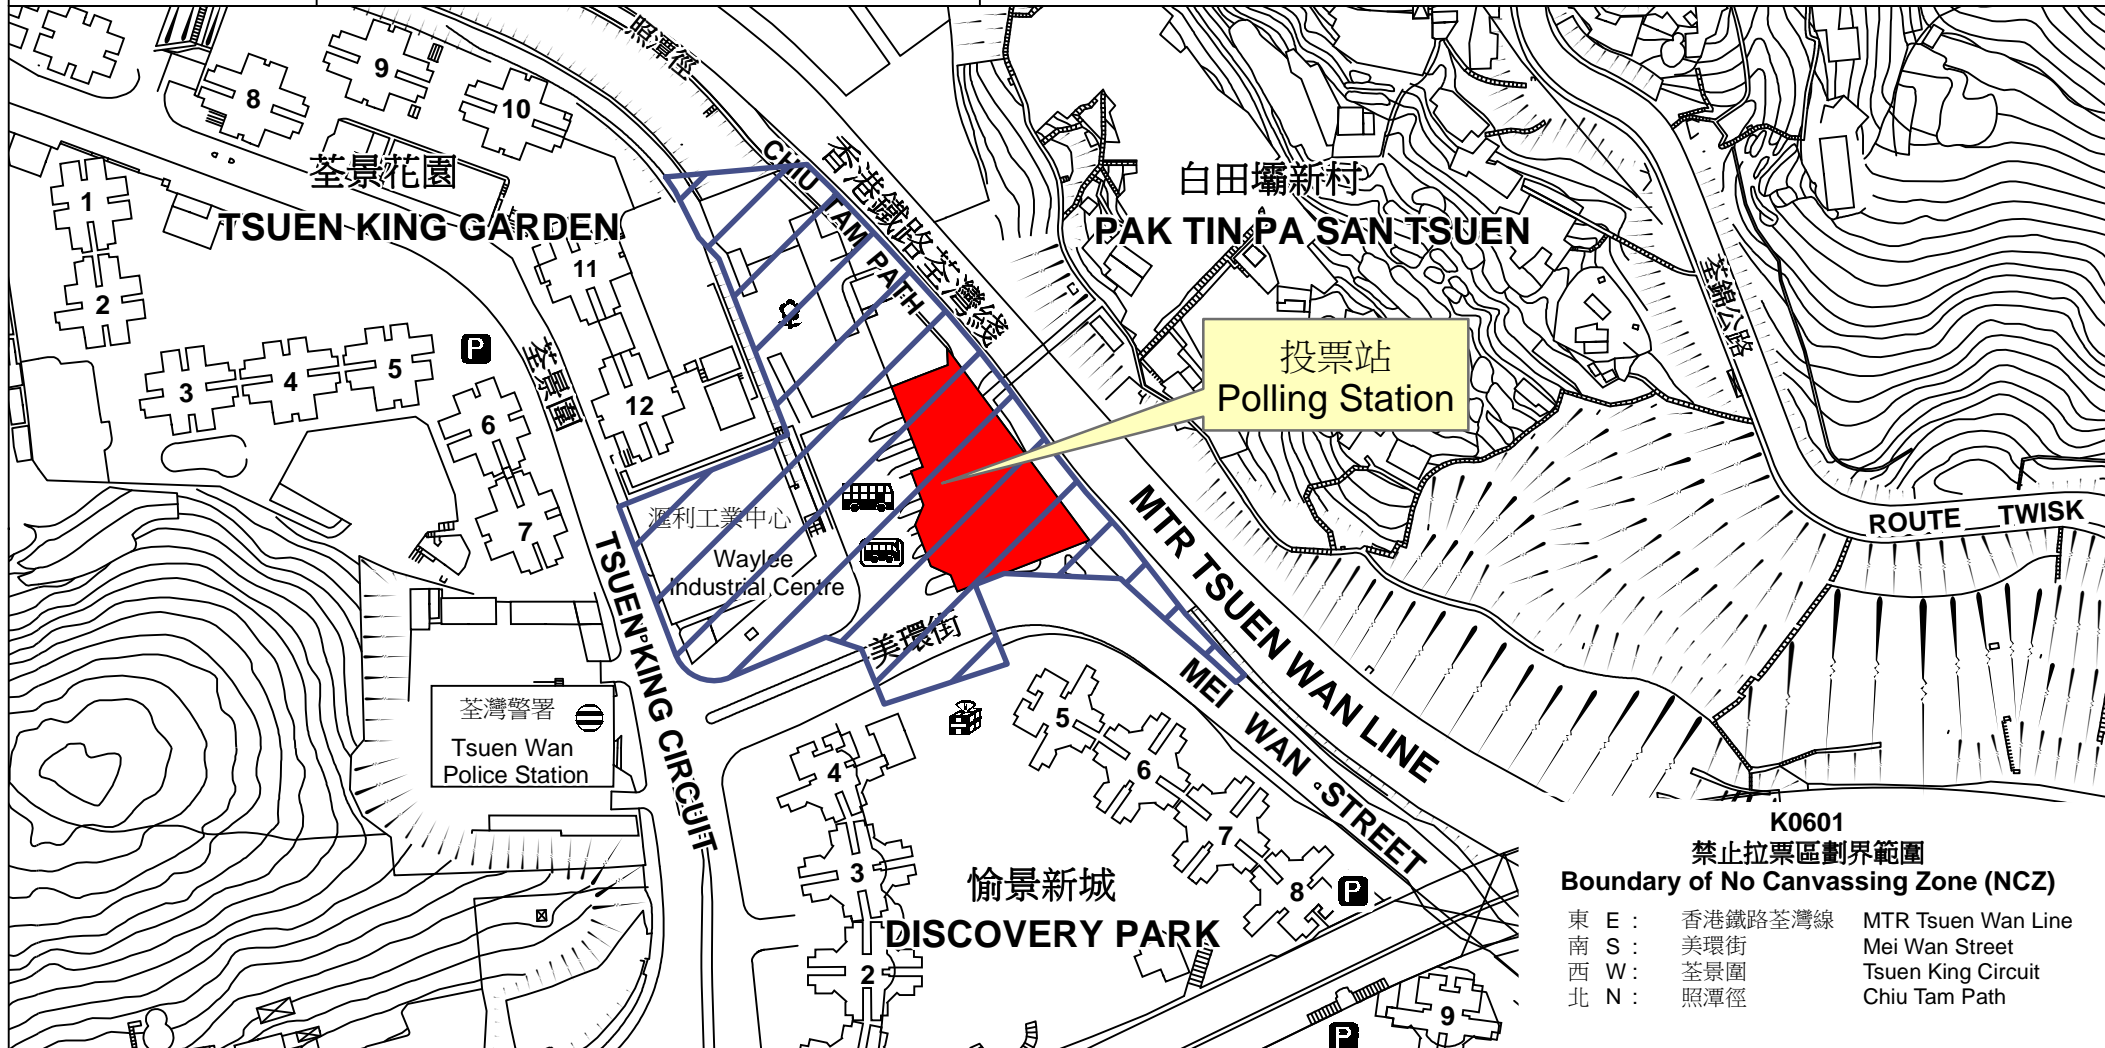 照潭徑
9
8
10
荃景花園
TSUEN KING GARDEN
1
2
3
4
5
6
7
11
12
P
荃景圍
CHIU TAM PATH
香港鐵路荃灣綫
白田壩新村
PAK TIN PA SAN TSUEN
荃錦公路
投票站
Polling Station
滙利工業中心
Waylee
Industrial Centre
TSUEN KING CIRCUIT
美環街
MTR TSUEN WAN LINE
MEI WAN STREET
ROUTE TWISK
荃灣警署
Tsuen Wan
Police Station
5
6
7
8
4
3
2
9
P
P
愉景新城
DISCOVERY PARK
K0601
禁止拉票區劃界範圍
Boundary of No Canvassing Zone (NCZ)
東 E : 香港鐵路荃灣線 MTR Tsuen Wan Line
南 S : 美環街 Mei Wan Street
西 W : 荃景圍 Tsuen King Circuit
北 N : 照潭徑 Chiu Tam Path